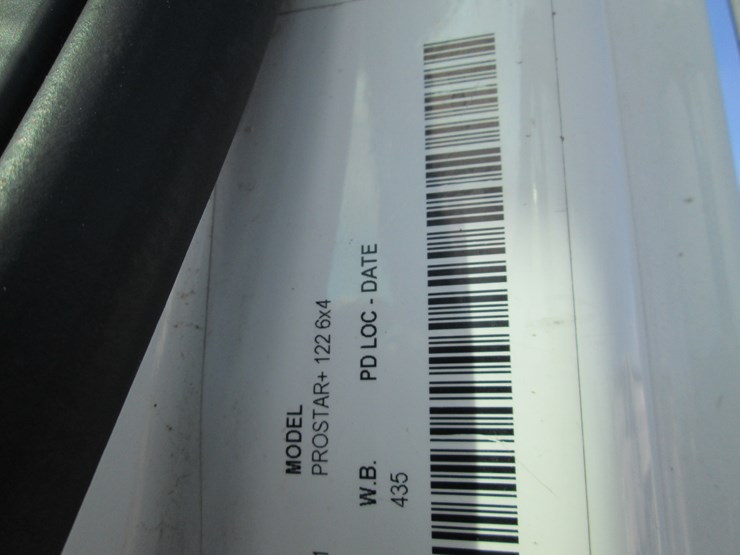 MODEL
PROSTAR+ 122 6x4
W.B. PD LOC - DATE
435